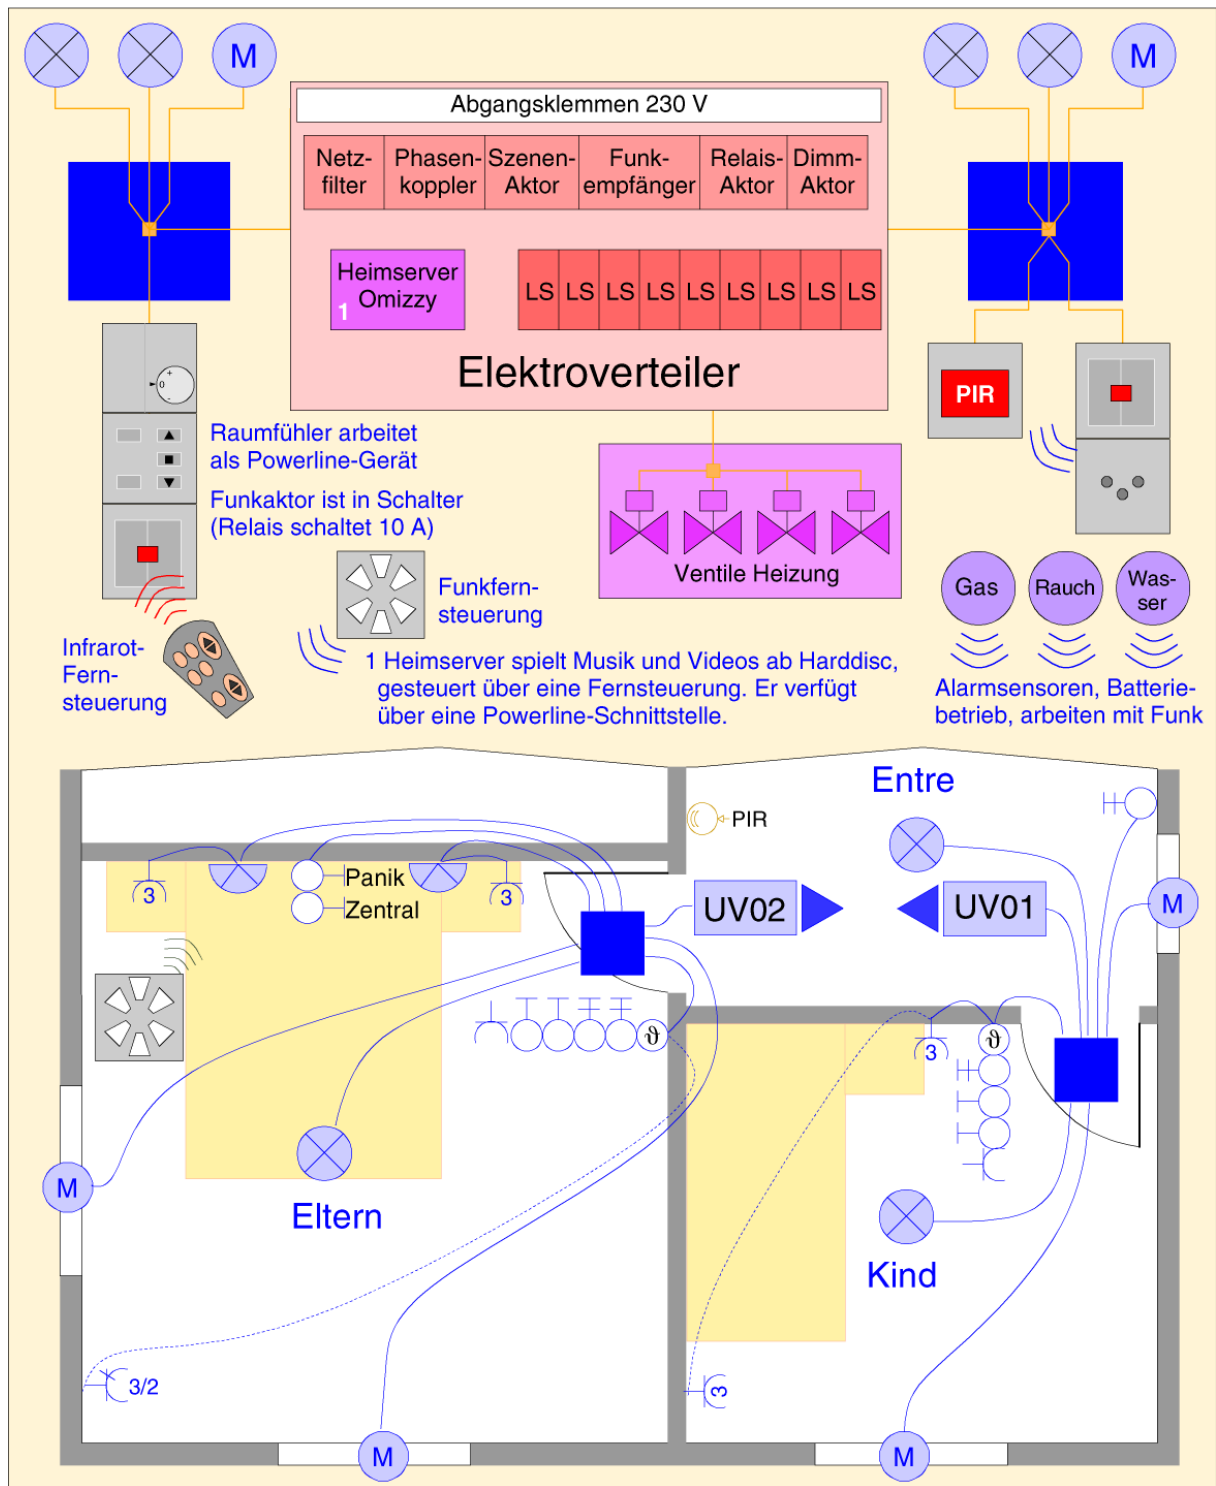 M
M
Abgangsklemmen 230 V
Netz-
filter
Phasen-
koppler
Szenen-
Aktor
Funk-
empfänger
Relais-
Aktor
Dimm-
Aktor
Heimserver
1 Omizzy
LS LS LS LS LS LS LS LS LS
Elektroverteiler
+
0
-
PIR
Raumfühler arbeitet
als Powerline-Gerät
Funkaktor ist in Schalter
(Relais schaltet 10 A)
Ventile Heizung
Funkfern-
steuerung
Gas
Rauch
Was-
ser
Infrarot-
Fern-
steuerung
1 Heimserver spielt Musik und Videos ab Harddisc,
gesteuert über eine Fernsteuerung. Er verfügt
über eine Powerline-Schnittstelle.
Alarmsensoren, Batterie-
betrieb, arbeiten mit Funk
Entre
PIR
3
Panik
Zentral
3
UV02
UV01
M
ϑ
3
ϑ
M
Eltern
Kind
3/2
3
M
M